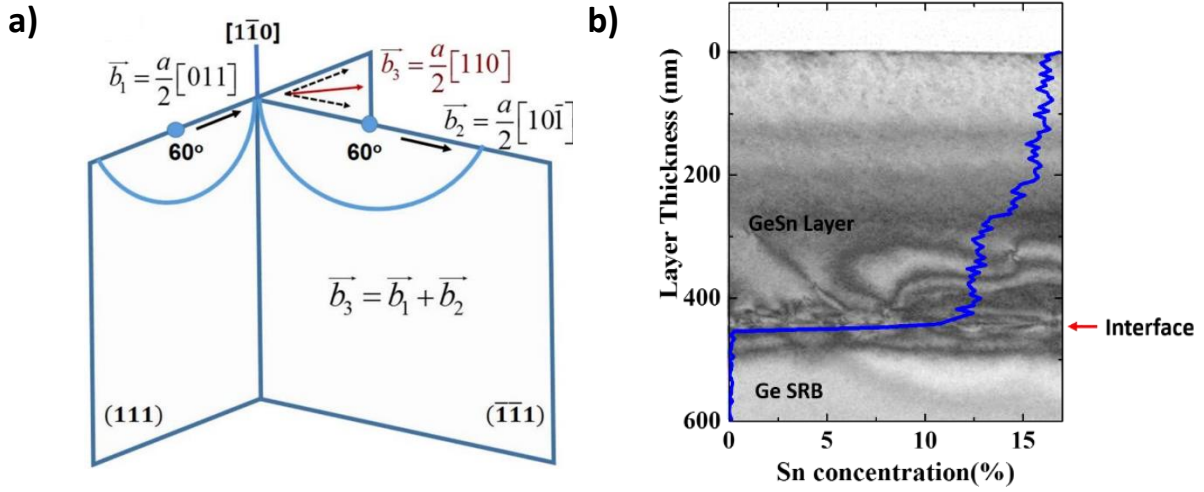 a)
[11̅0]
b⃗₁ = a/2 [011]
b⃗₃ = a/2 [110]
b⃗₂ = a/2 [101̅]
60°
60°
b⃗₃ = b⃗₁ + b⃗₂
(111)
(1̅1̅1)
b)
Layer Thickness (nm)
0
200
400
600
GeSn Layer
Interface
Ge SRB
0
5
10
15
Sn concentration(%)